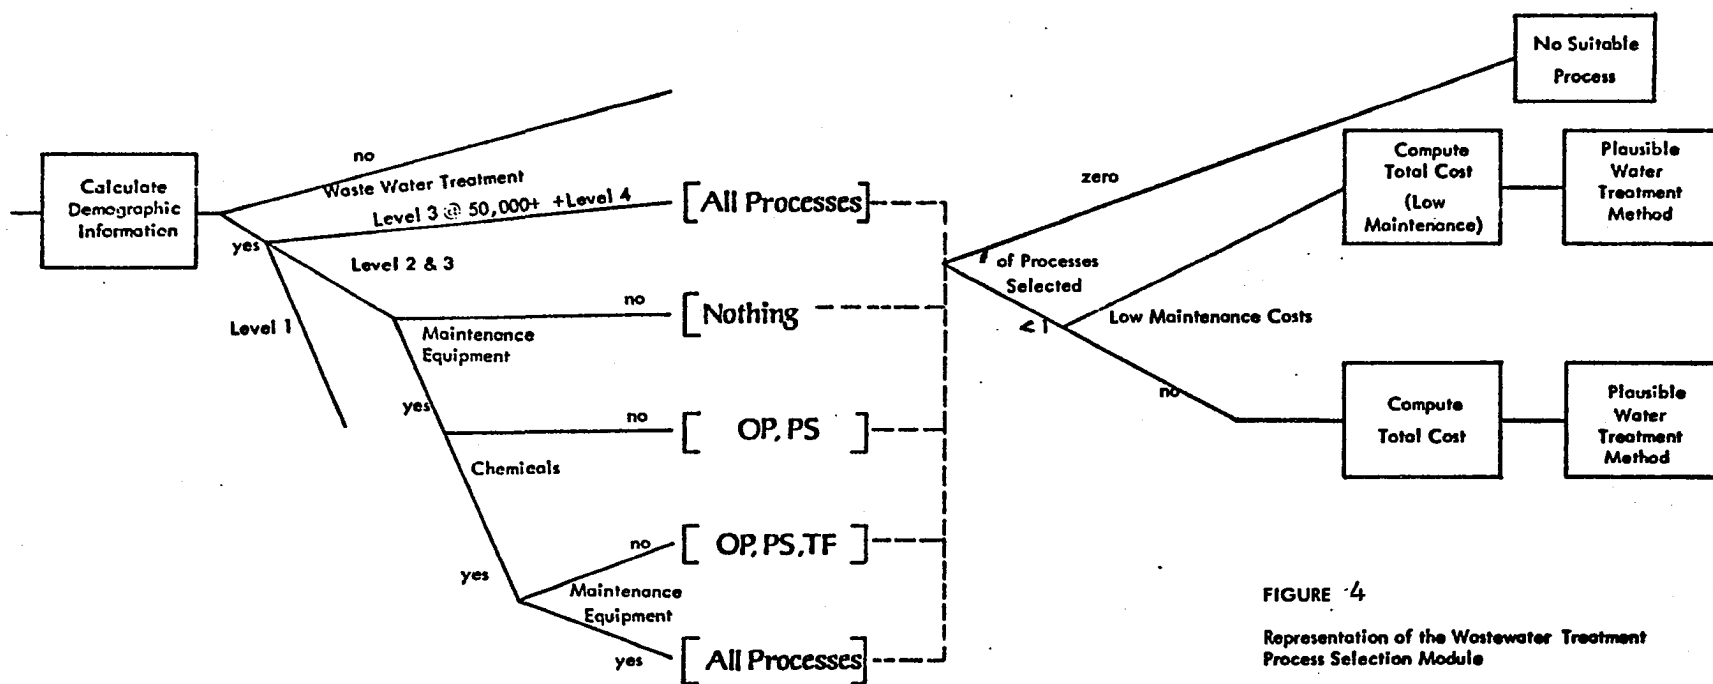 Calculate
Demographic
Information
no
Waste Water Treatment
yes
Level 3 @ 50,000+ +Level 4
[All Processes]
Level 2 & 3
Level 1
no
[Nothing
Maintenance
Equipment
yes
no
[ OP, PS ]
Chemicals
yes
no
[ OP, PS,TF ]
Maintenance
Equipment
yes
[All Processes]
zero
of Processes
Selected
< 1
Low Maintenance Costs
no
No Suitable
Process
Compute
Total Cost
(Low
Maintenance)
Plausible
Water
Treatment
Method
Compute
Total Cost
Plausible
Water
Treatment
Method
FIGURE 4
Representation of the Wastewater Treatment
Process Selection Module